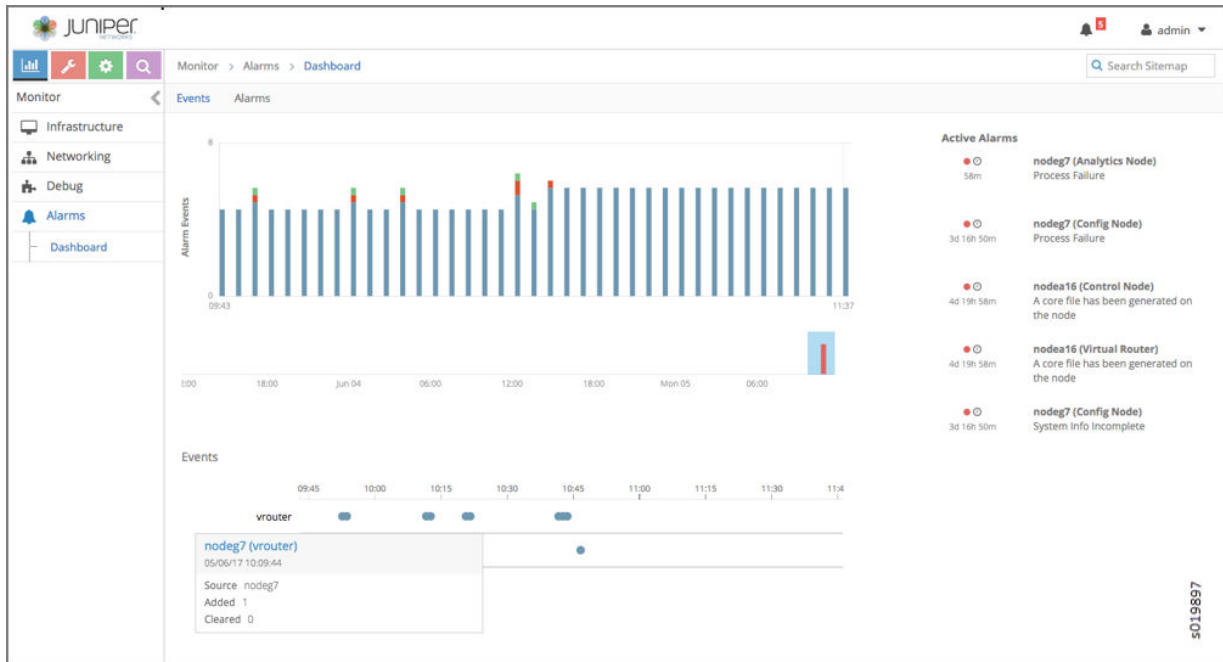 JUNIPER
NETWORKS
5
admin
Monitor > Alarms > Dashboard
Search Sitemap
Monitor
Infrastructure
Networking
Debug
Alarms
Dashboard
Events Alarms
8
Alarm Events
0
09:43 11:37
:00 18:00 Jun 04 06:00 12:00 18:00 Mon 05 06:00
Active Alarms
nodeg7 (Analytics Node)
58m Process Failure
nodeg7 (Config Node)
3d 16h 50m Process Failure
nodea16 (Control Node)
4d 19h 58m A core file has been generated on
the node
nodea16 (Virtual Router)
4d 19h 58m A core file has been generated on
the node
nodeg7 (Config Node)
3d 16h 50m System Info Incomplete
Events
09:45 10:00 10:15 10:30 10:45 11:00 11:15 11:30 11:4
vrouter
nodeg7 (vrouter)
05/06/17 10:09:44
Source nodeg7
Added 1
Cleared 0
s019897